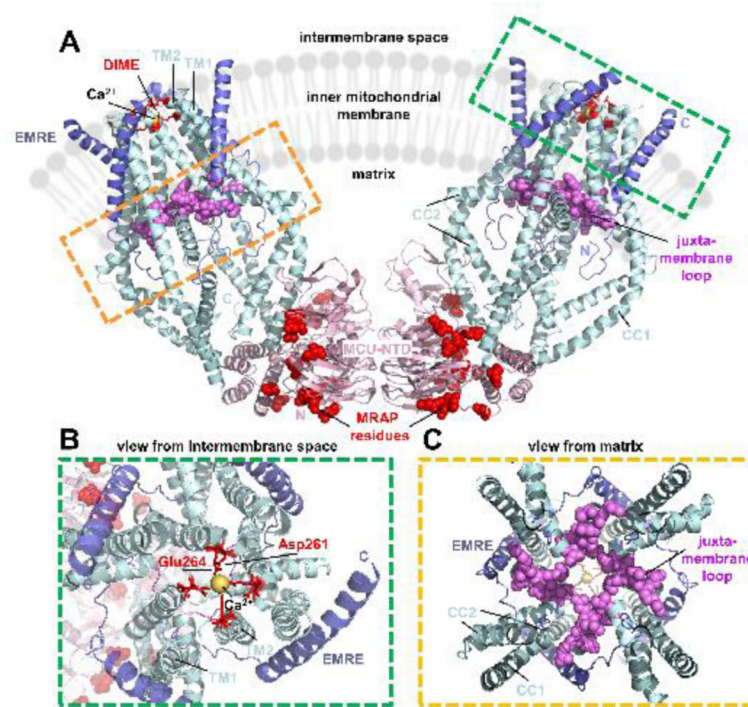 A
intermembrane space
DIME
TM2
TM1
Ca²⁺
inner mitochondrial
membrane
EMRE
matrix
C
CC2
juxta-
membrane
loop
N
C
CC1
MCU-NTD
N
MRAP
residues
B
view from intermembrane space
C
view from matrix
Glu264
Asp261
C
Ca²⁺
TM2
TM1
EMRE
EMRE
juxta-
membrane
loop
CC2
CC1